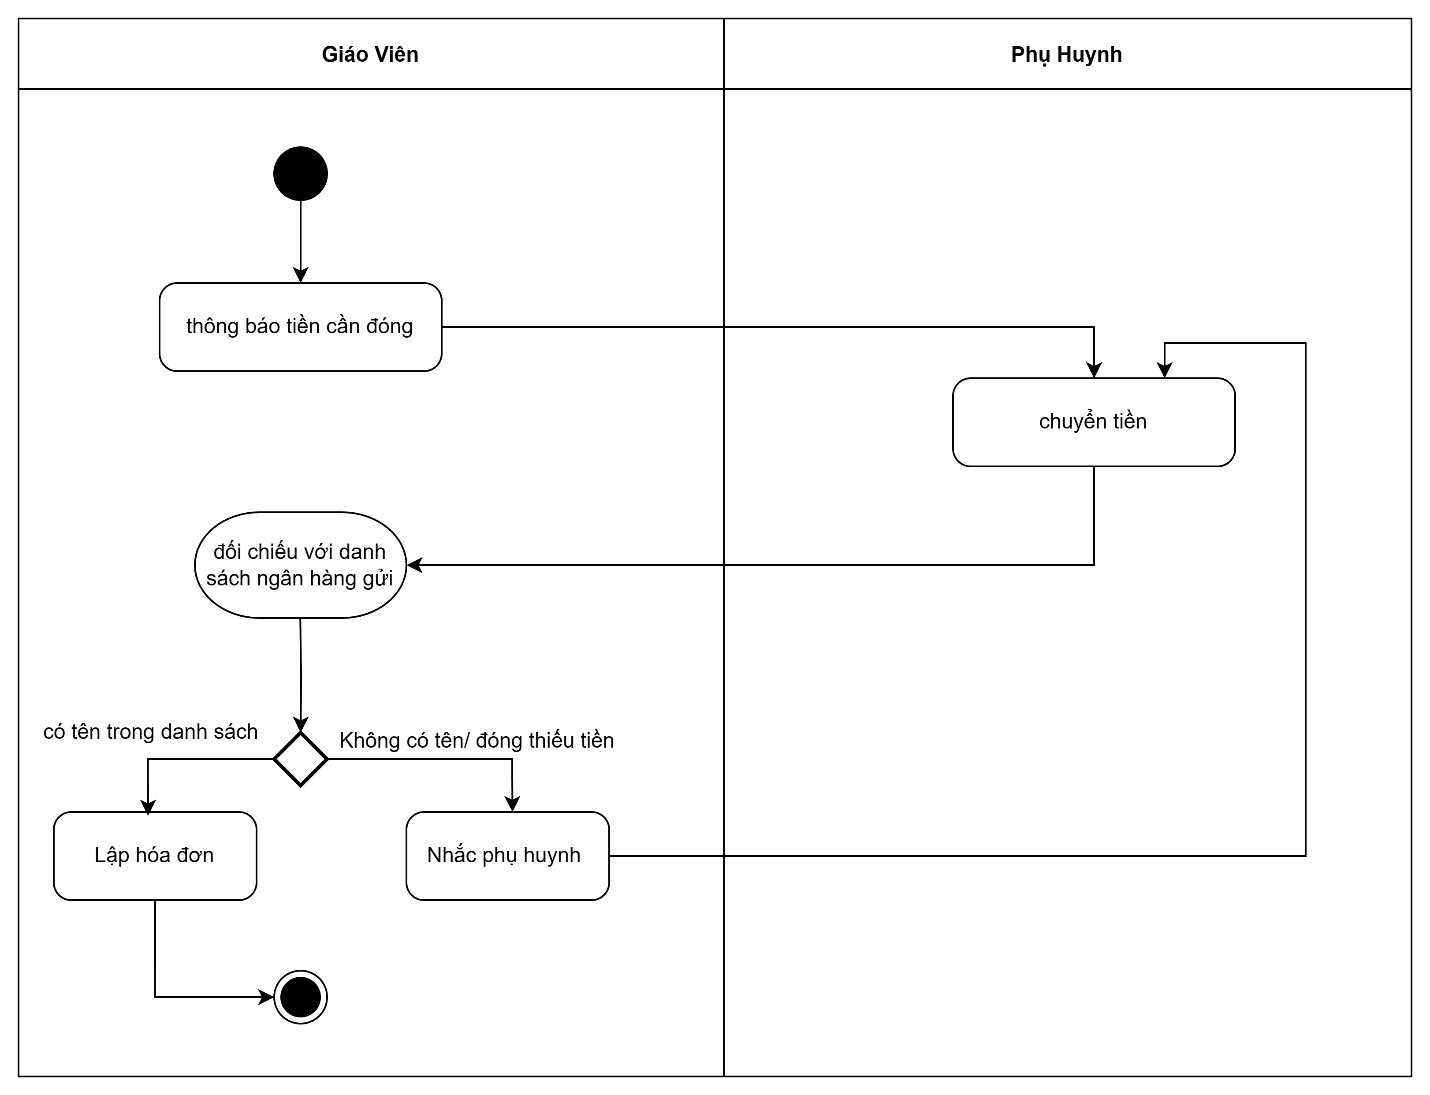 Giáo Viên
Phụ Huynh
thông báo tiền cần đóng
chuyển tiền
đối chiếu với danh
sách ngân hàng gửi
có tên trong danh sách
Không có tên/ đóng thiếu tiền
Lập hóa đơn
Nhắc phụ huynh